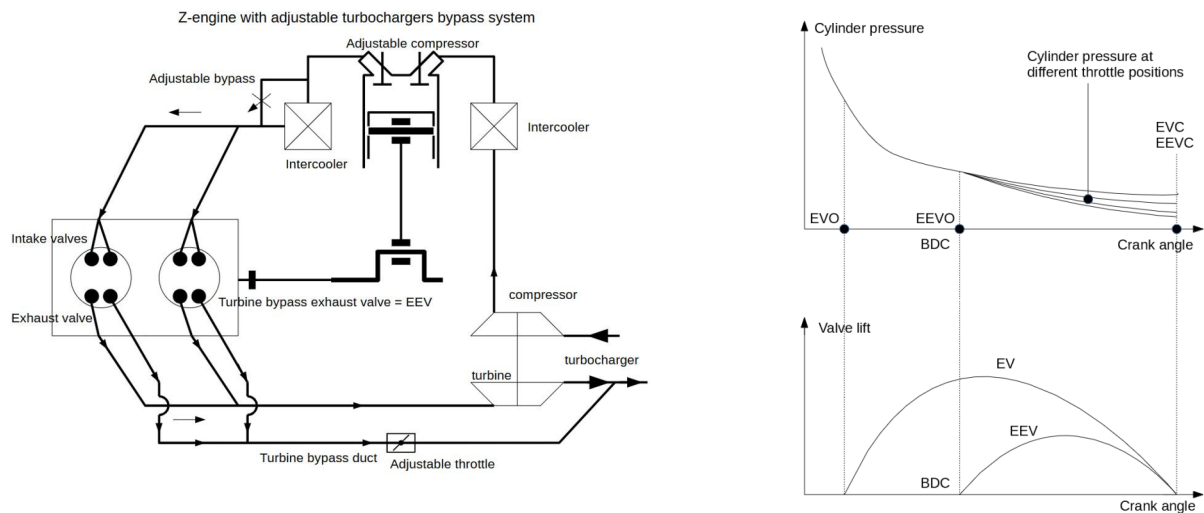 Z-engine with adjustable turbochargers bypass system
Adjustable compressor
Adjustable bypass
Intercooler
Intercooler
Intake valves
Turbine bypass exhaust valve = EEV
Exhaust valve
compressor
turbocharger
turbine
Turbine bypass duct
Adjustable throttle
Cylinder pressure
Cylinder pressure at
different throttle positions
EVC
EEVC
EVO
EEVO
BDC
Crank angle
Valve lift
EV
EEV
BDC
Crank angle